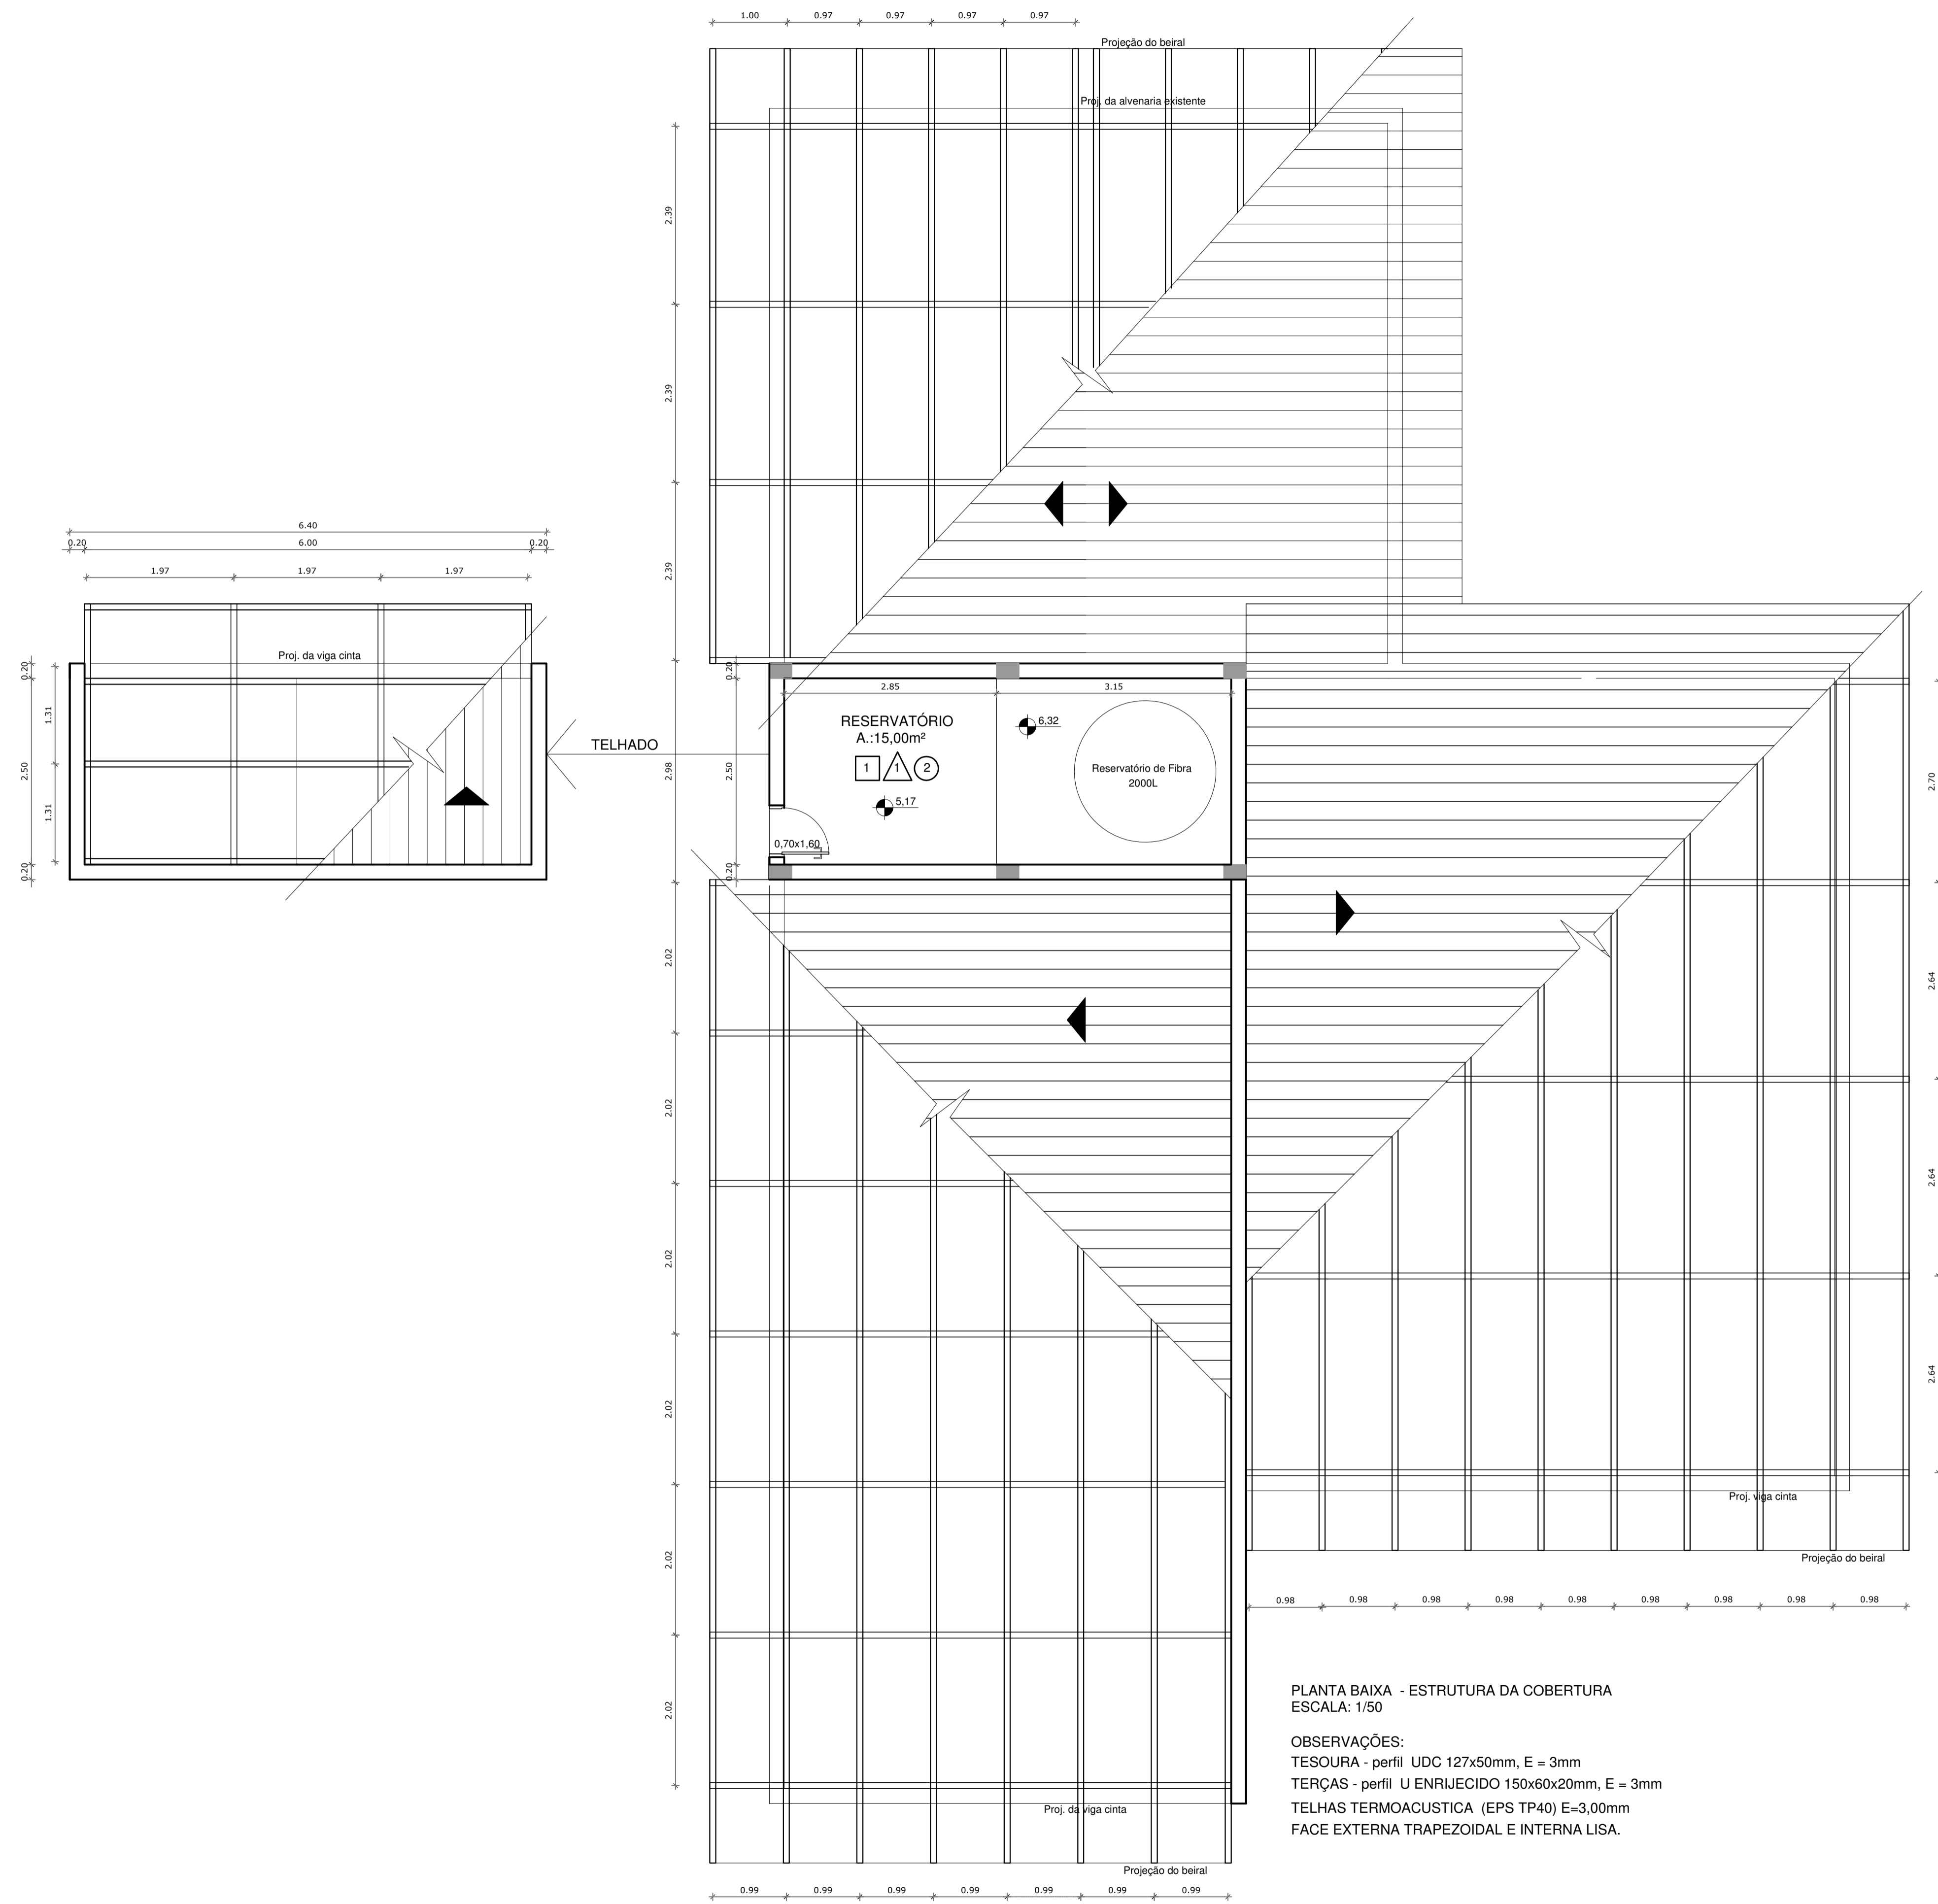 1.00 0.97 0.97 0.97 0.97
Projeção do beiral
Proj. da alvenaria existente
2.39
2.39
2.39
6.40
0.20 6.00 0.20
1.97 1.97 1.97
Proj. da viga cinta
0.20
2.50
0.20
1.31
1.31
TELHADO
2.98
0.20
2.50
0.20
2.85 3.15
RESERVATÓRIO
A.:15,00m²
1 1 2
6,32
5,17
Reservatório de Fibra
2000L
0,70x1,60
2.70
2.64
2.64
2.64
2.02
2.02
2.02
2.02
2.02
2.02
Proj. viga cinta
Projeção do beiral
0.98 0.98 0.98 0.98 0.98 0.98 0.98 0.98 0.98
Proj. da viga cinta
Projeção do beiral
0.99 0.99 0.99 0.99 0.99 0.99 0.99
PLANTA BAIXA - ESTRUTURA DA COBERTURA
ESCALA: 1/50
OBSERVAÇÕES:
TESOURA - perfil UDC 127x50mm, E = 3mm
TERÇAS - perfil U ENRIJECIDO 150x60x20mm, E = 3mm
TELHAS TERMOACUSTICA (EPS TP40) E=3,00mm
FACE EXTERNA TRAPEZOIDAL E INTERNA LISA.